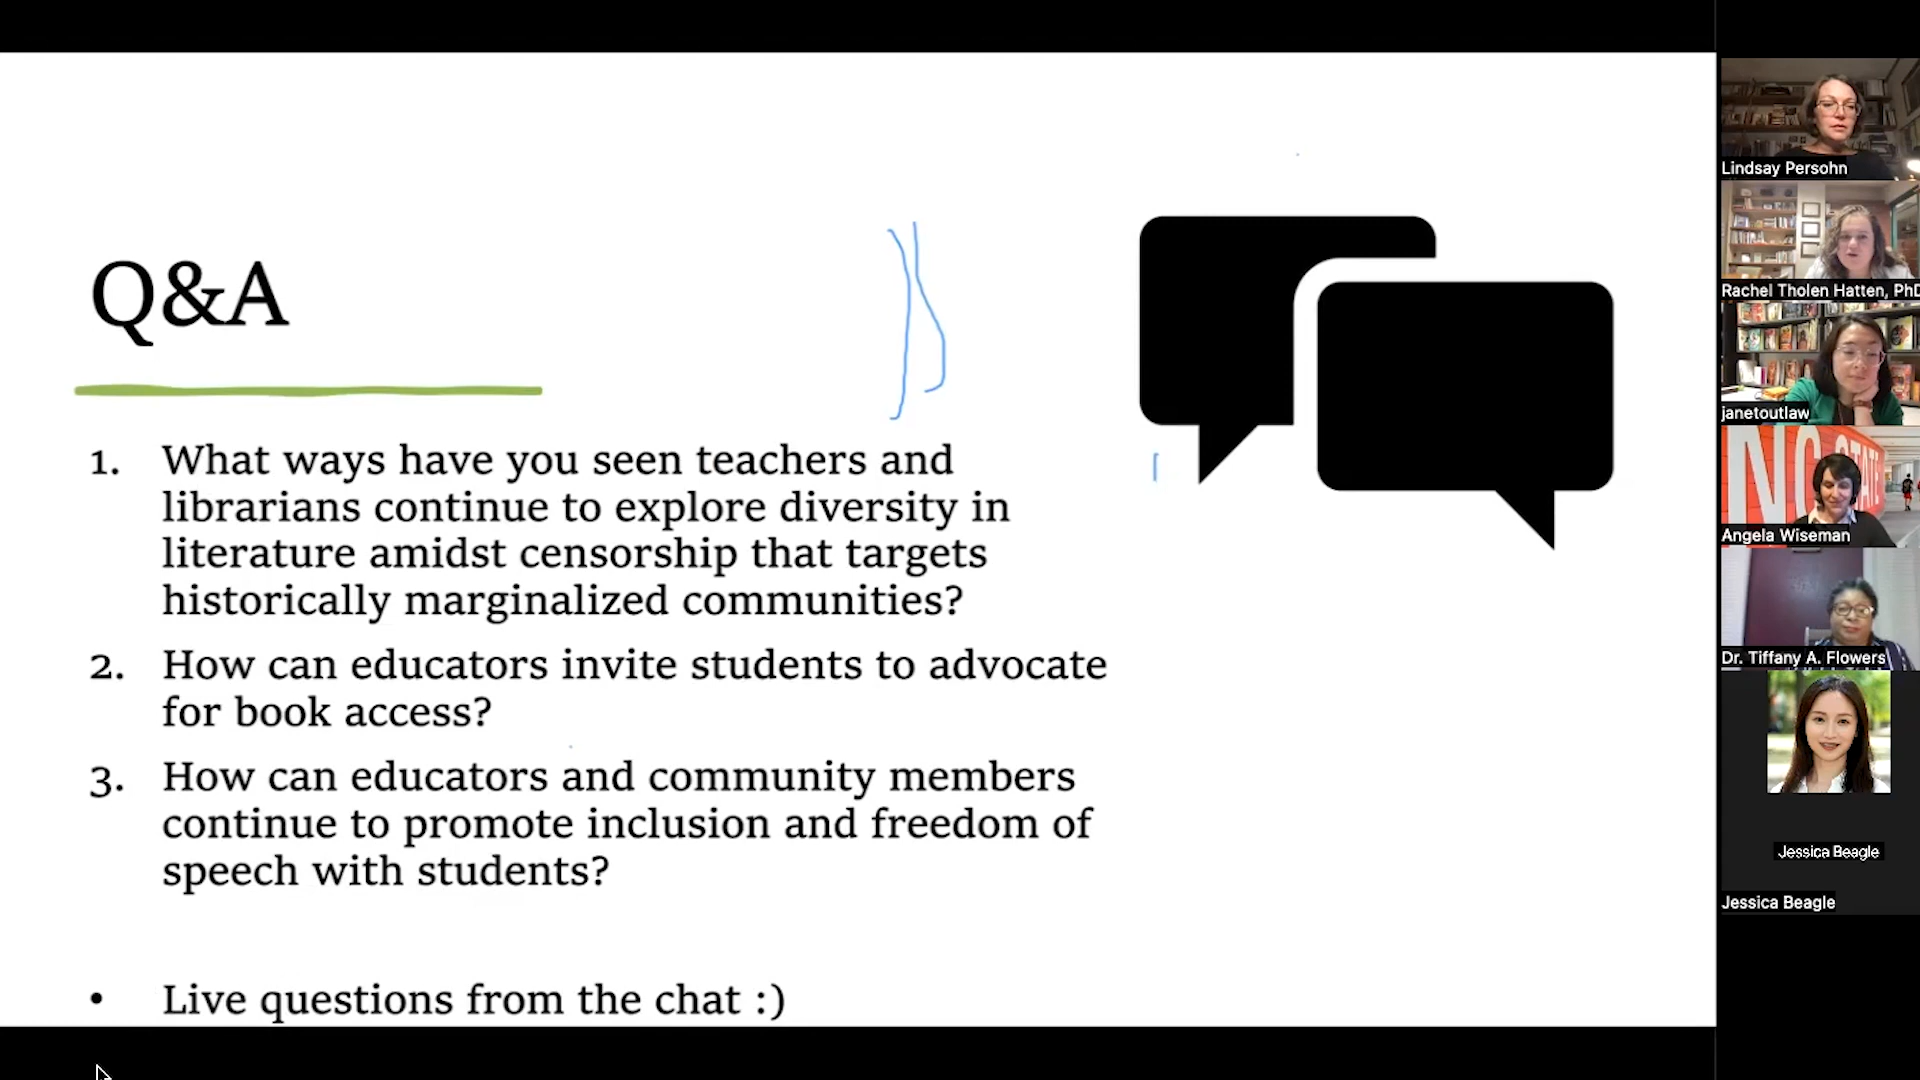 Q&A
1. What ways have you seen teachers and
librarians continue to explore diversity in
literature amidst censorship that targets
historically marginalized communities?
2. How can educators invite students to advocate
for book access?
3. How can educators and community members
continue to promote inclusion and freedom of
speech with students?
• Live questions from the chat :)
Lindsay Persohn
Rachel Tholen Hatten, PhD
janetoutlaw
NC STATE
Angela Wiseman
Dr. Tiffany A. Flowers
Jessica Beagle
Jessica Beagle